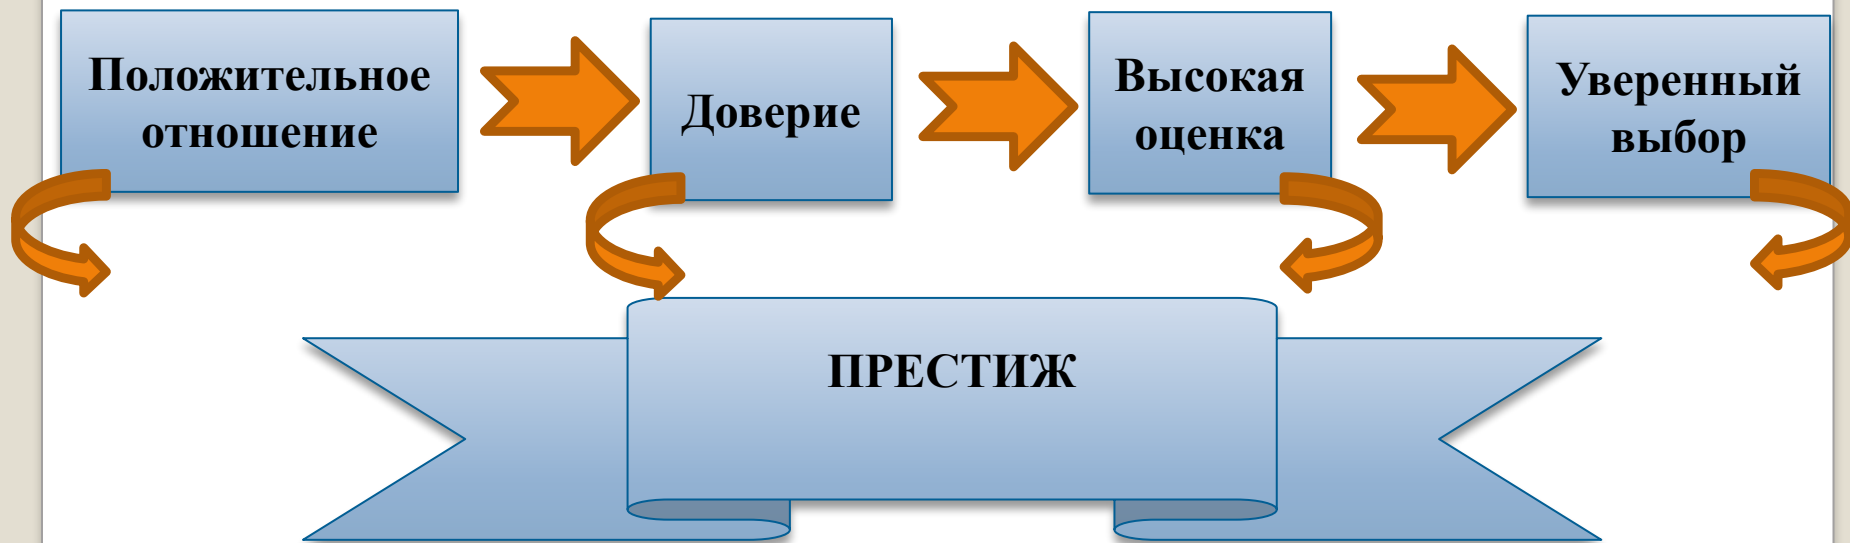 Положительное
отношение
Доверие
Высокая
оценка
Уверенный
выбор
ПРЕСТИЖ